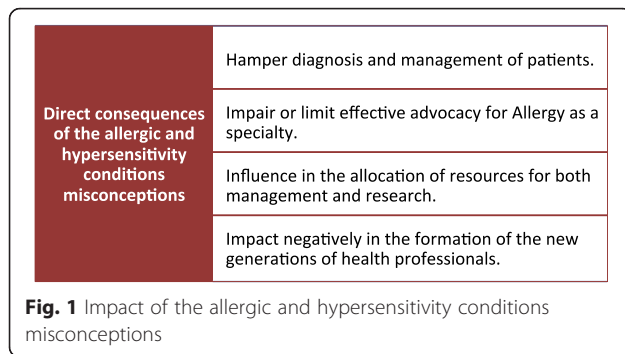 Direct consequences
of the allergic and
hypersensitivity
conditions
misconceptions
Hamper diagnosis and management of patients.
Impair or limit effective advocacy for Allergy as a
specialty.
Influence in the allocation of resources for both
management and research.
Impact negatively in the formation of the new
generations of health professionals.
Fig. 1 Impact of the allergic and hypersensitivity conditions
misconceptions